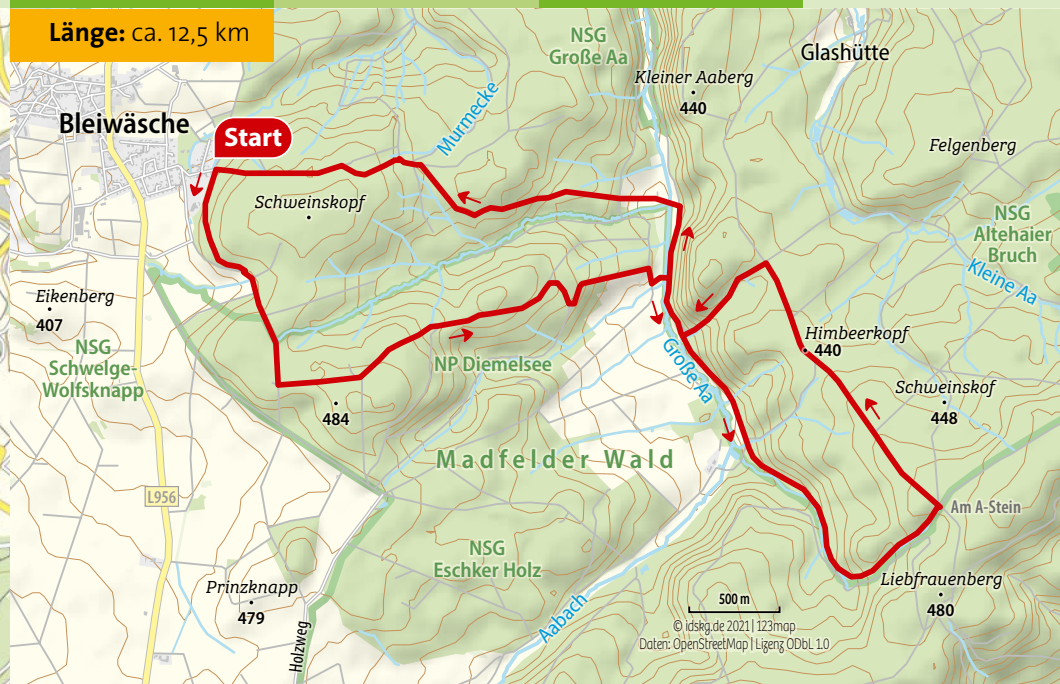 Länge: ca. 12,5 km
NSG
Große Aa
Glashütte
Kleiner Aaberg
440
Murmecke
Bleiwäsche
Start
Felgenberg
Schweinskopf
NSG
Altehaier
Bruch
Kleine Aa
Eikenberg
407
Himbeerkopf
440
NSG
Schwelge-
Wolfsknapp
NP Diemelsee
Große Aa
Schweinskof
448
484
Madfelder Wald
L956
Am A-Stein
NSG
Eschker Holz
Prinzknapp
479
Liebfrauenberg
480
Holzweg
Aabach
500 m
© idskg.de 2021 | 123map
Daten: OpenStreetMap | Lizenz ODbL 1.0